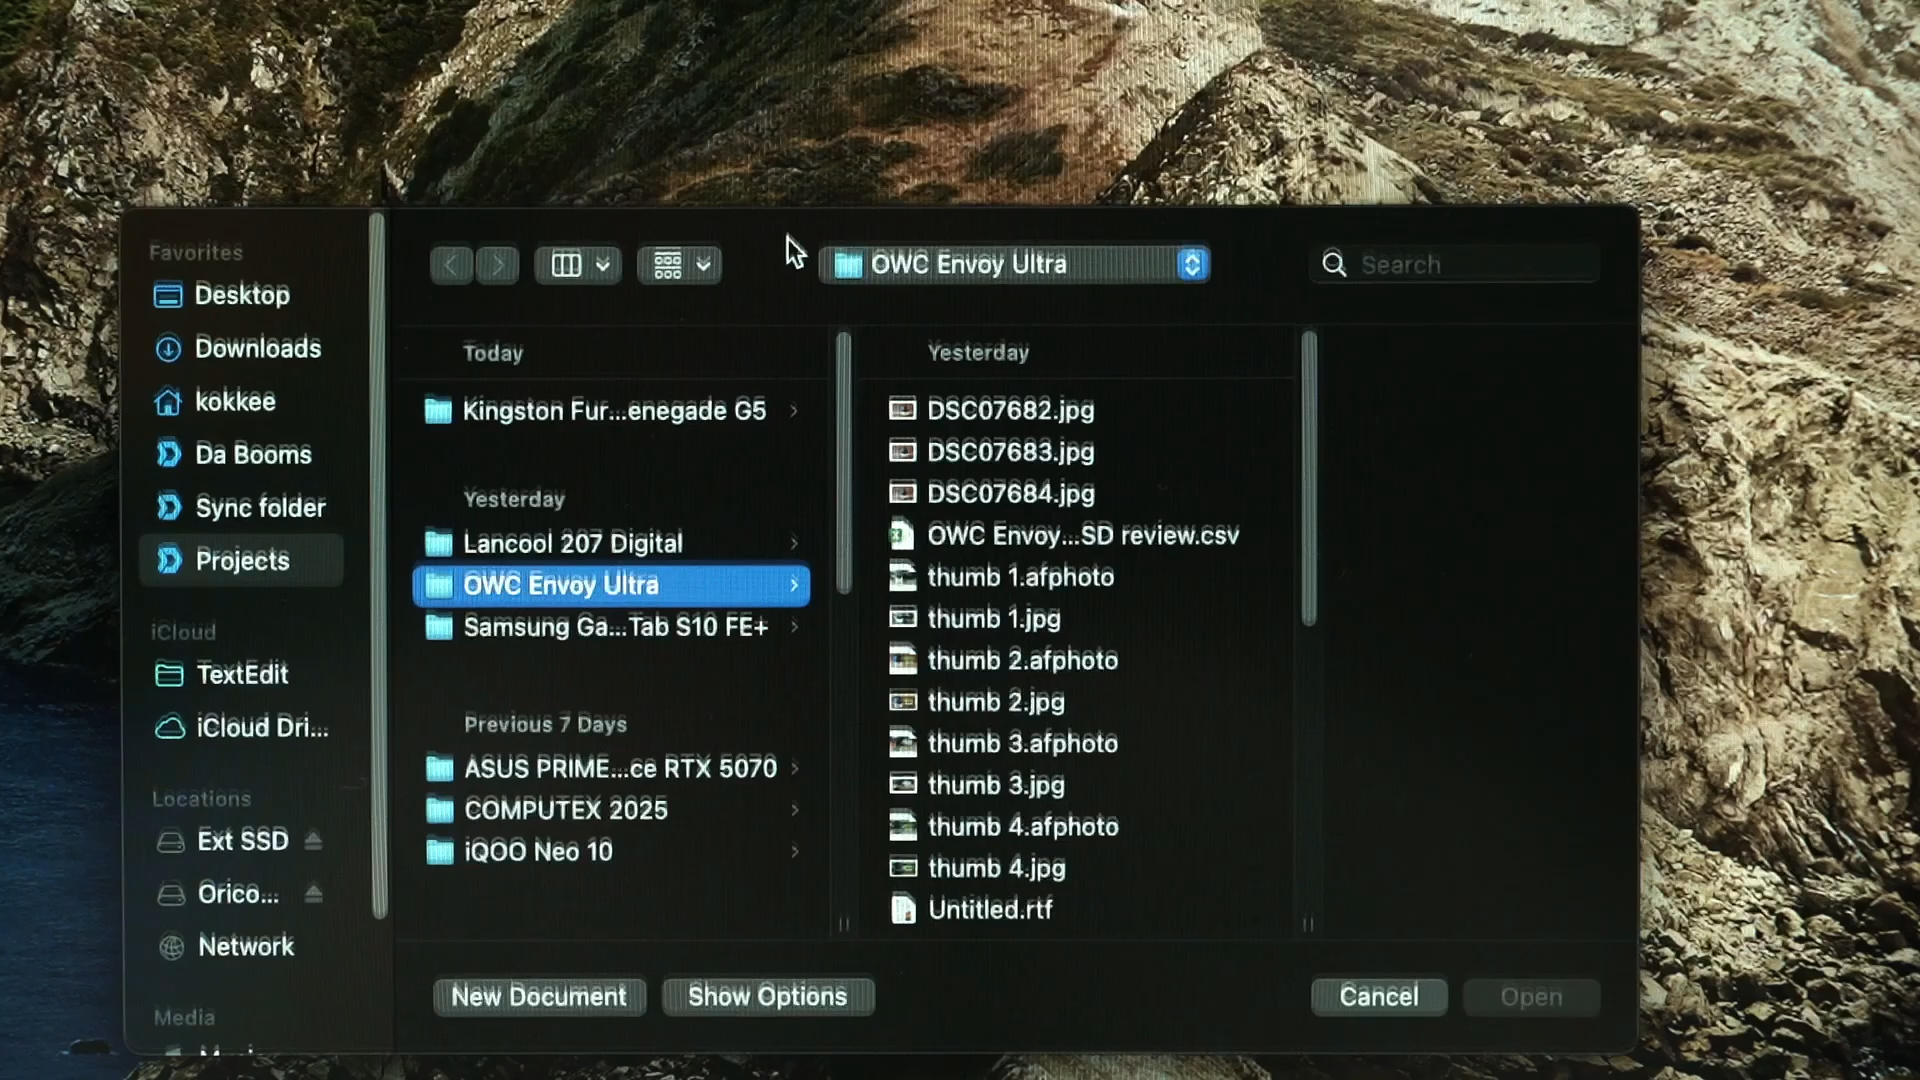 Favorites
Desktop
Downloads
kokkee
Da Booms
Sync folder
Projects
iCloud
TextEdit
iCloud Dri...
Locations
Ext SSD
Orico...
Network
Media
OWC Envoy Ultra
Search
Today
Kingston Fur...enegade G5
Yesterday
Lancool 207 Digital
OWC Envoy Ultra
Samsung Ga...Tab S10 FE+
Previous 7 Days
ASUS PRIME...ce RTX 5070
COMPUTEX 2025
iQOO Neo 10
Yesterday
DSC07682.jpg
DSC07683.jpg
DSC07684.jpg
OWC Envoy...SD review.csv
thumb 1.afphoto
thumb 1.jpg
thumb 2.afphoto
thumb 2.jpg
thumb 3.afphoto
thumb 3.jpg
thumb 4.afphoto
thumb 4.jpg
Untitled.rtf
New Document
Show Options
Cancel
Open